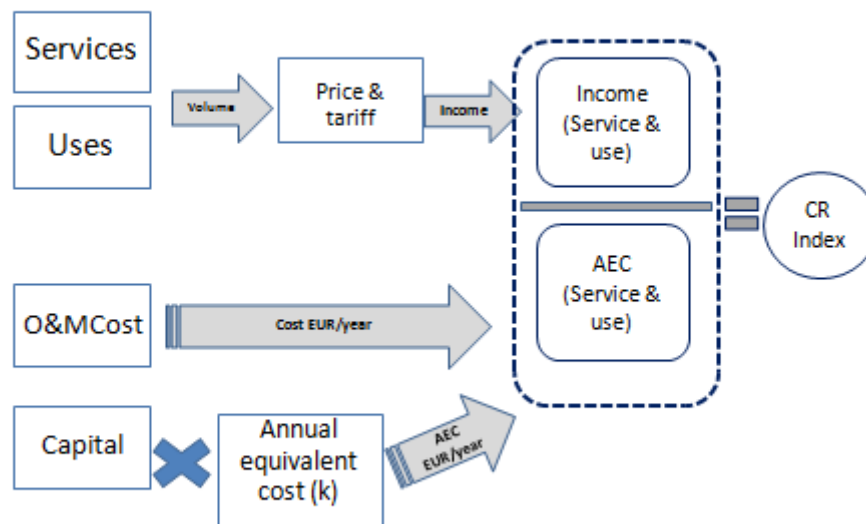 Services
Uses
Volume
Price &
tariff
Income
Income
(Service &
use)
AEC
(Service &
use)
CR
Index
O&MCost
Cost EUR/year
Capital
Annual
equivalent
cost (k)
AEC
EUR/year